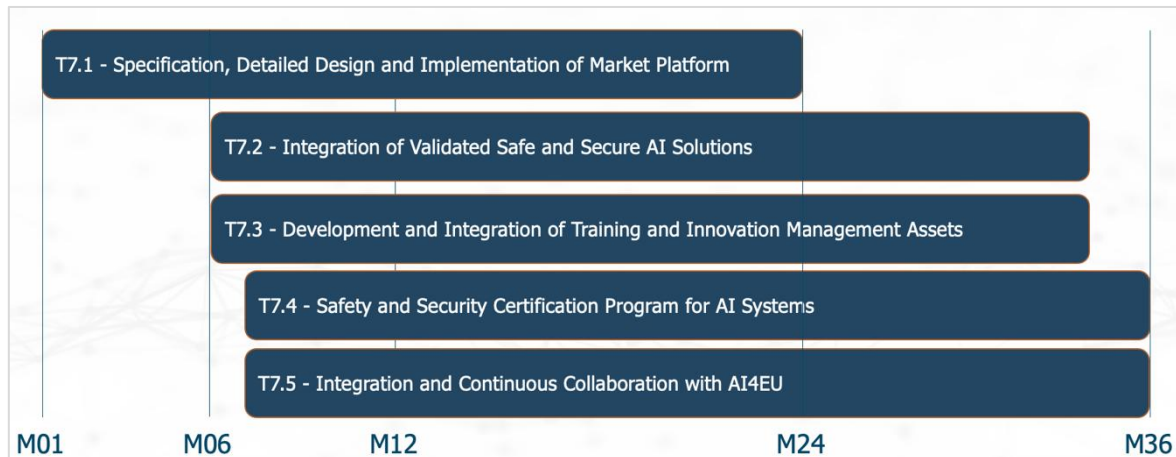 T7.1 - Specification, Detailed Design and Implementation of Market Platform
T7.2 - Integration of Validated Safe and Secure AI Solutions
T7.3 - Development and Integration of Training and Innovation Management Assets
T7.4 - Safety and Security Certification Program for AI Systems
T7.5 - Integration and Continuous Collaboration with AI4EU
M01 M06 M12 M24 M36